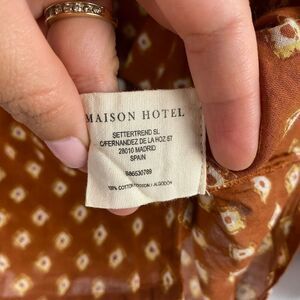 MAISON HOTEL
SETTERTREND SL
C/FERNANDEZ DE LA HOZ 57
28010 MADRID
SPAIN
100% COTTON / ALGODÓN